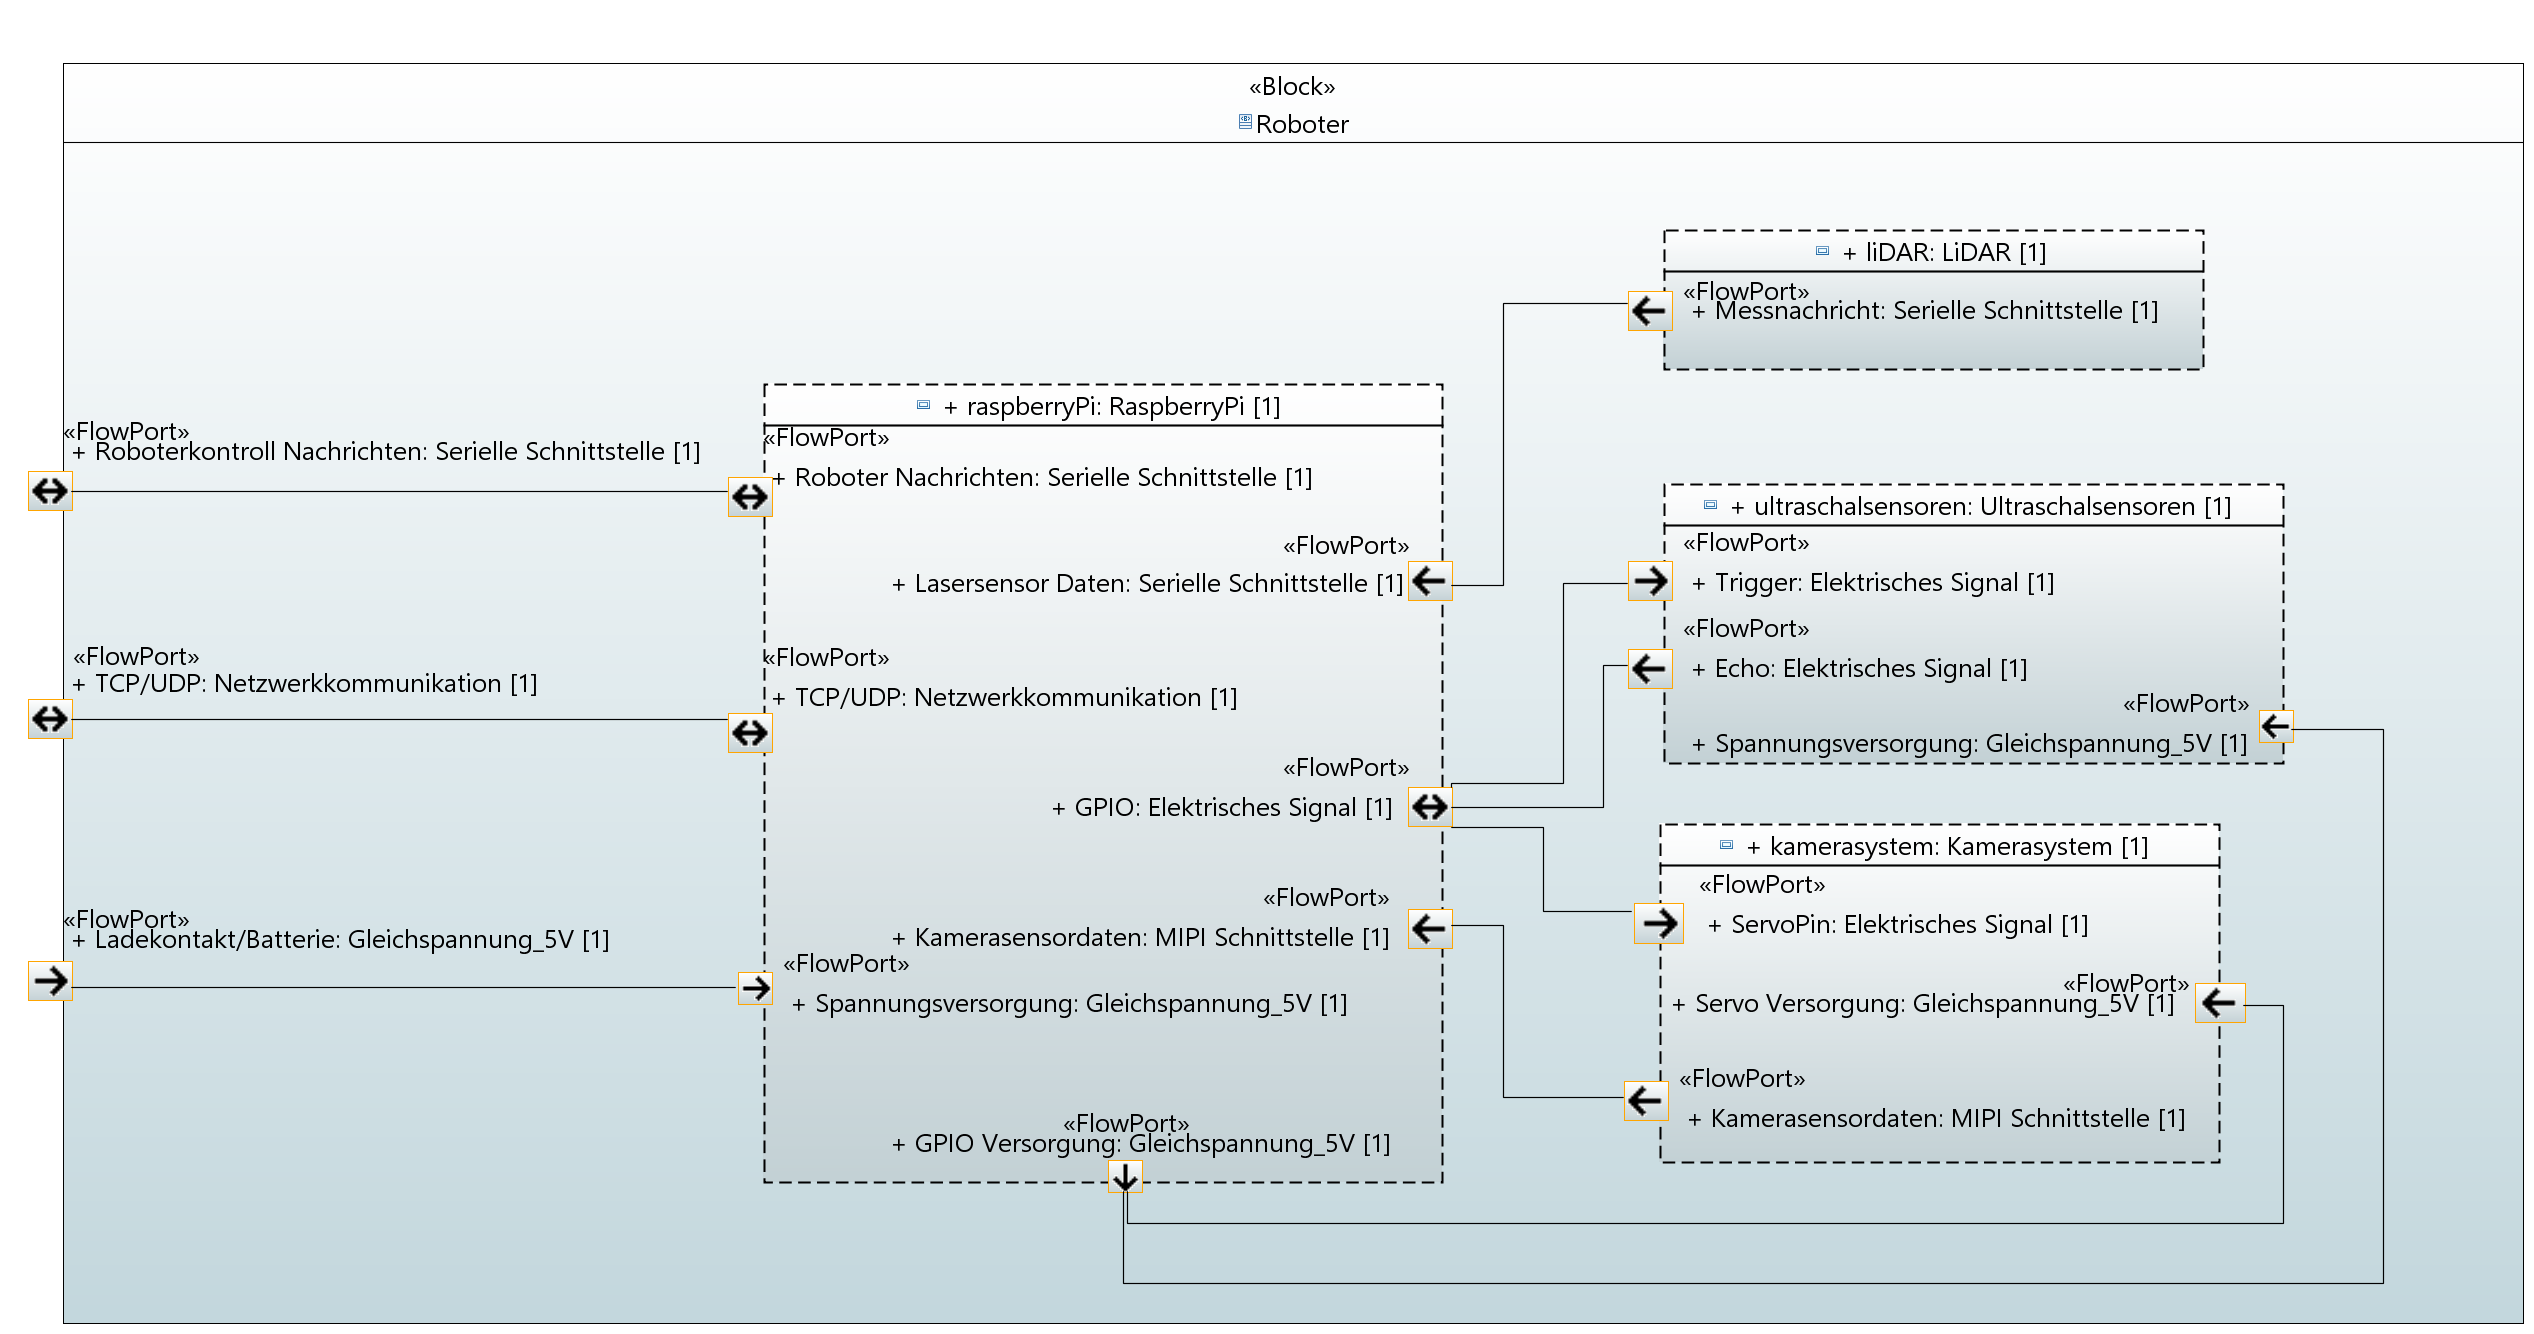 «Block»
Roboter
+ liDAR: LiDAR [1]
«FlowPort»
+ Messnachricht: Serielle Schnittstelle [1]
«FlowPort»
+ Roboterkontroll Nachrichten: Serielle Schnittstelle [1]
«FlowPort»
+ TCP/UDP: Netzwerkkommunikation [1]
«FlowPort»
+ Ladekontakt/Batterie: Gleichspannung_5V [1]
+ raspberryPi: RaspberryPi [1]
«FlowPort»
+ Roboter Nachrichten: Serielle Schnittstelle [1]
«FlowPort»
+ Lasersensor Daten: Serielle Schnittstelle [1]
«FlowPort»
+ TCP/UDP: Netzwerkkommunikation [1]
«FlowPort»
+ GPIO: Elektrisches Signal [1]
«FlowPort»
+ Kamerasensordaten: MIPI Schnittstelle [1]
«FlowPort»
+ Spannungsversorgung: Gleichspannung_5V [1]
«FlowPort»
+ GPIO Versorgung: Gleichspannung_5V [1]
+ ultraschalsensoren: Ultraschalsensoren [1]
«FlowPort»
+ Trigger: Elektrisches Signal [1]
«FlowPort»
+ Echo: Elektrisches Signal [1]
«FlowPort»
+ Spannungsversorgung: Gleichspannung_5V [1]
+ kamerasystem: Kamerasystem [1]
«FlowPort»
+ ServoPin: Elektrisches Signal [1]
«FlowPort»
+ Servo Versorgung: Gleichspannung_5V [1]
«FlowPort»
+ Kamerasensordaten: MIPI Schnittstelle [1]